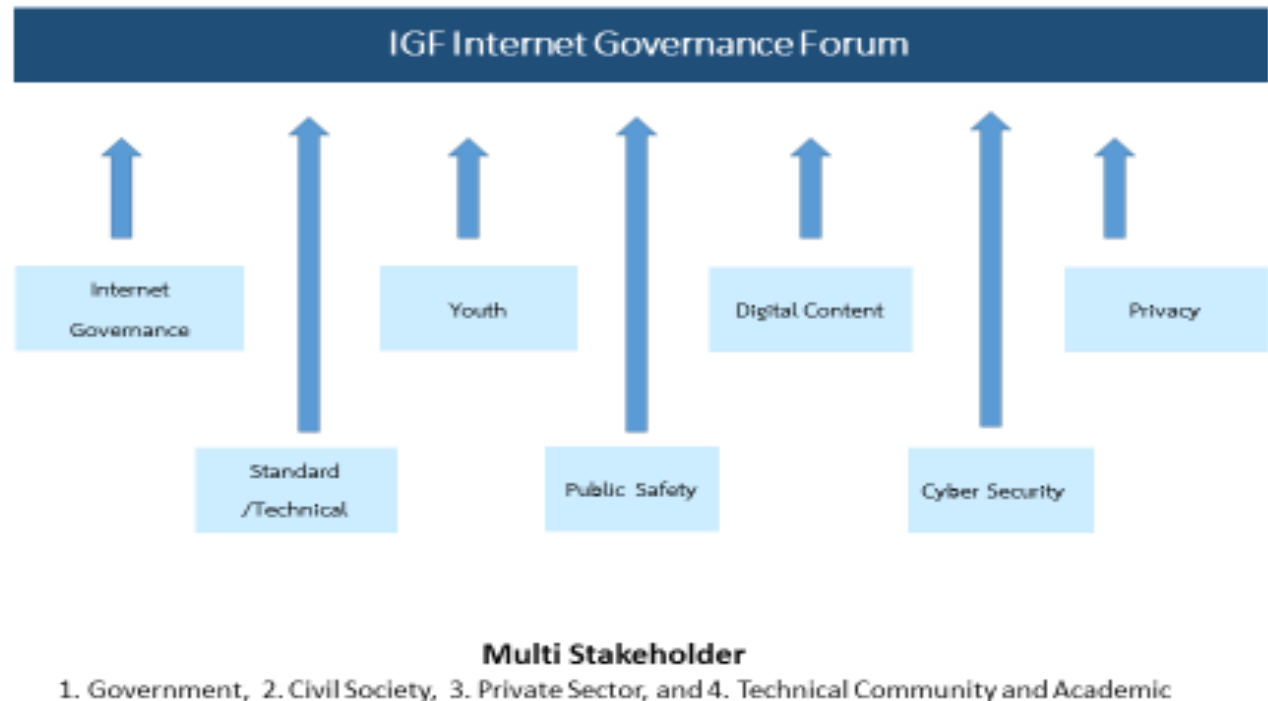 IGF Internet Governance Forum
Internet
Governance
Youth
Digital Content
Privacy
Standard
/Technical
Public Safety
Cyber Security
Multi Stakeholder
1. Government, 2. Civil Society, 3. Private Sector, and 4. Technical Community and Academic